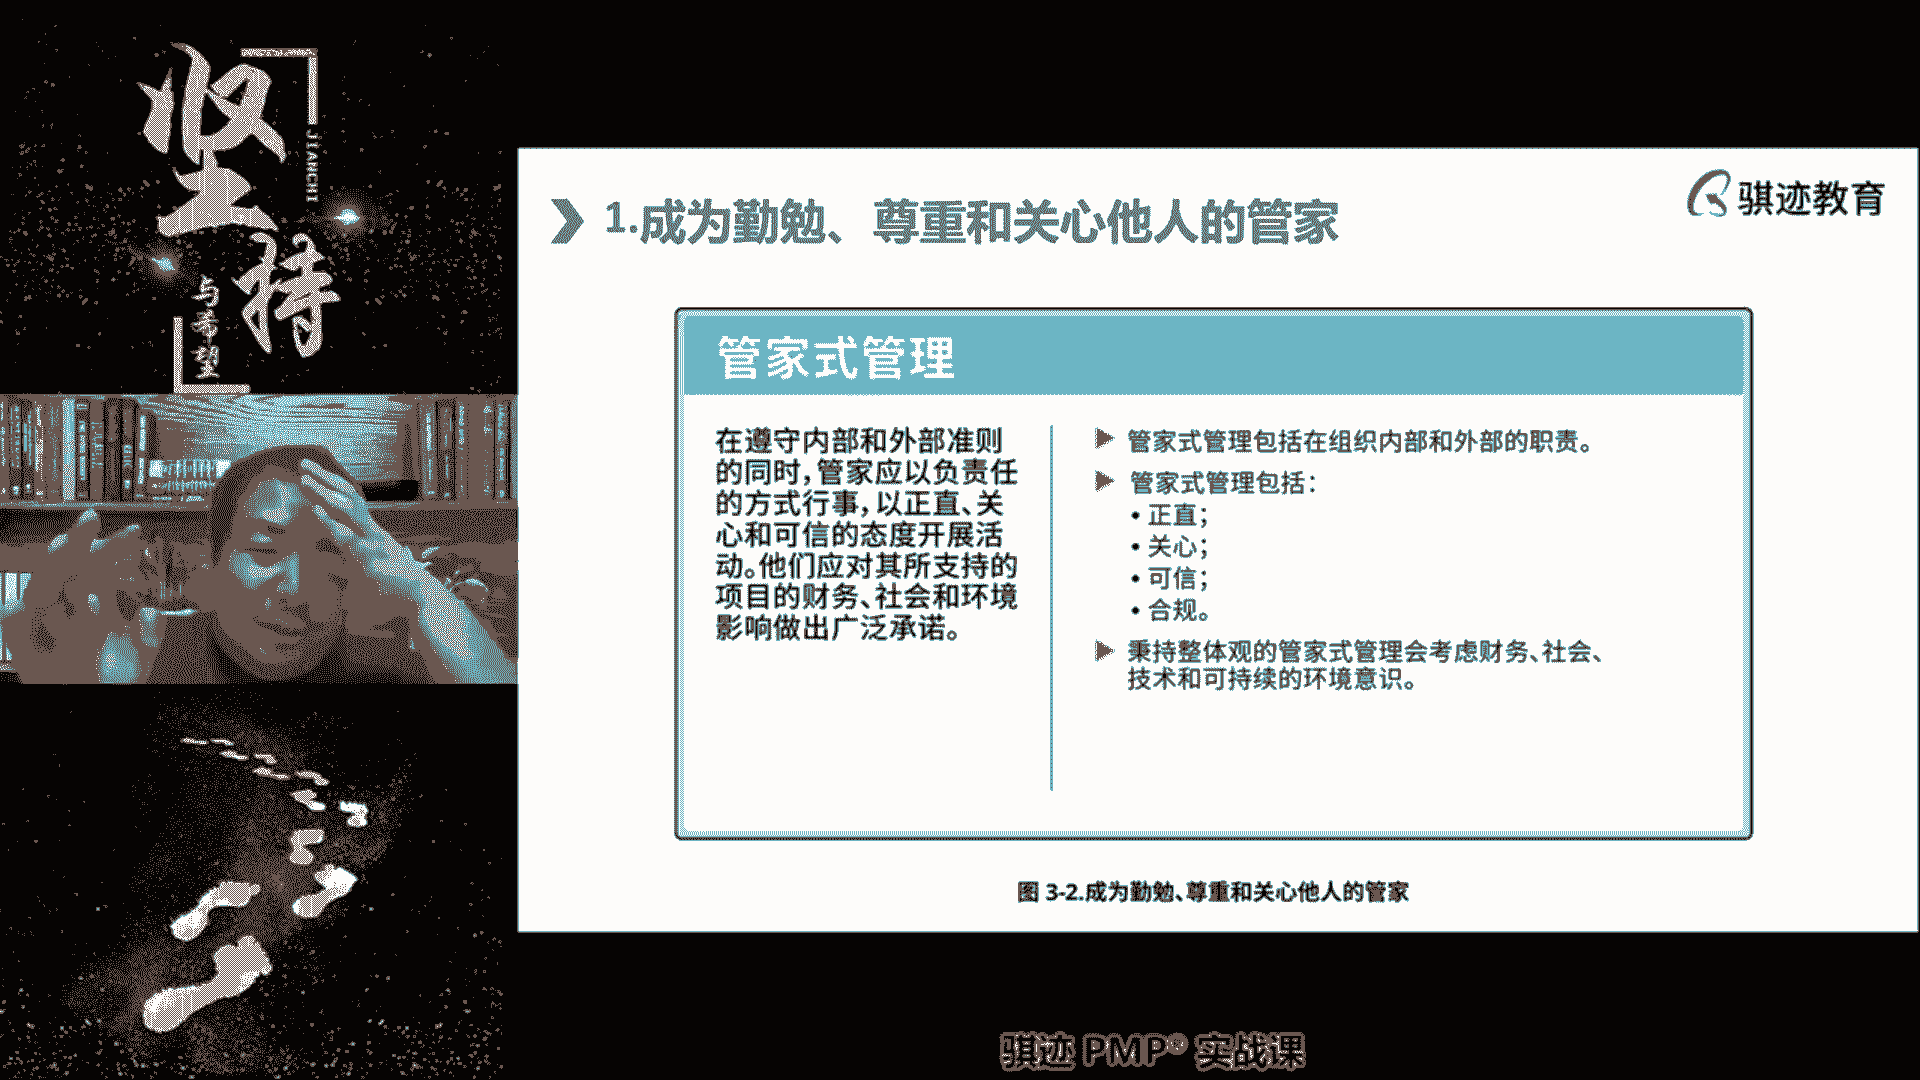 坚
持
JIANCHI
与希望
1.成为勤勉、尊重和关心他人的管家
骐迹教育
管家式管理
在遵守内部和外部准则
的同时,管家应以负责任
的方式行事,以正直、关
心和可信的态度开展活
动。他们应对其所支持的
项目的财务、社会和环境
影响做出广泛承诺。
管家式管理包括在组织内部和外部的职责。
管家式管理包括:
• 正直;
• 关心;
• 可信;
• 合规。
秉持整体观的管家式管理会考虑财务、社会、
技术和可持续的环境意识。
图 3-2.成为勤勉、尊重和关心他人的管家
骐迹 PMP® 实战课